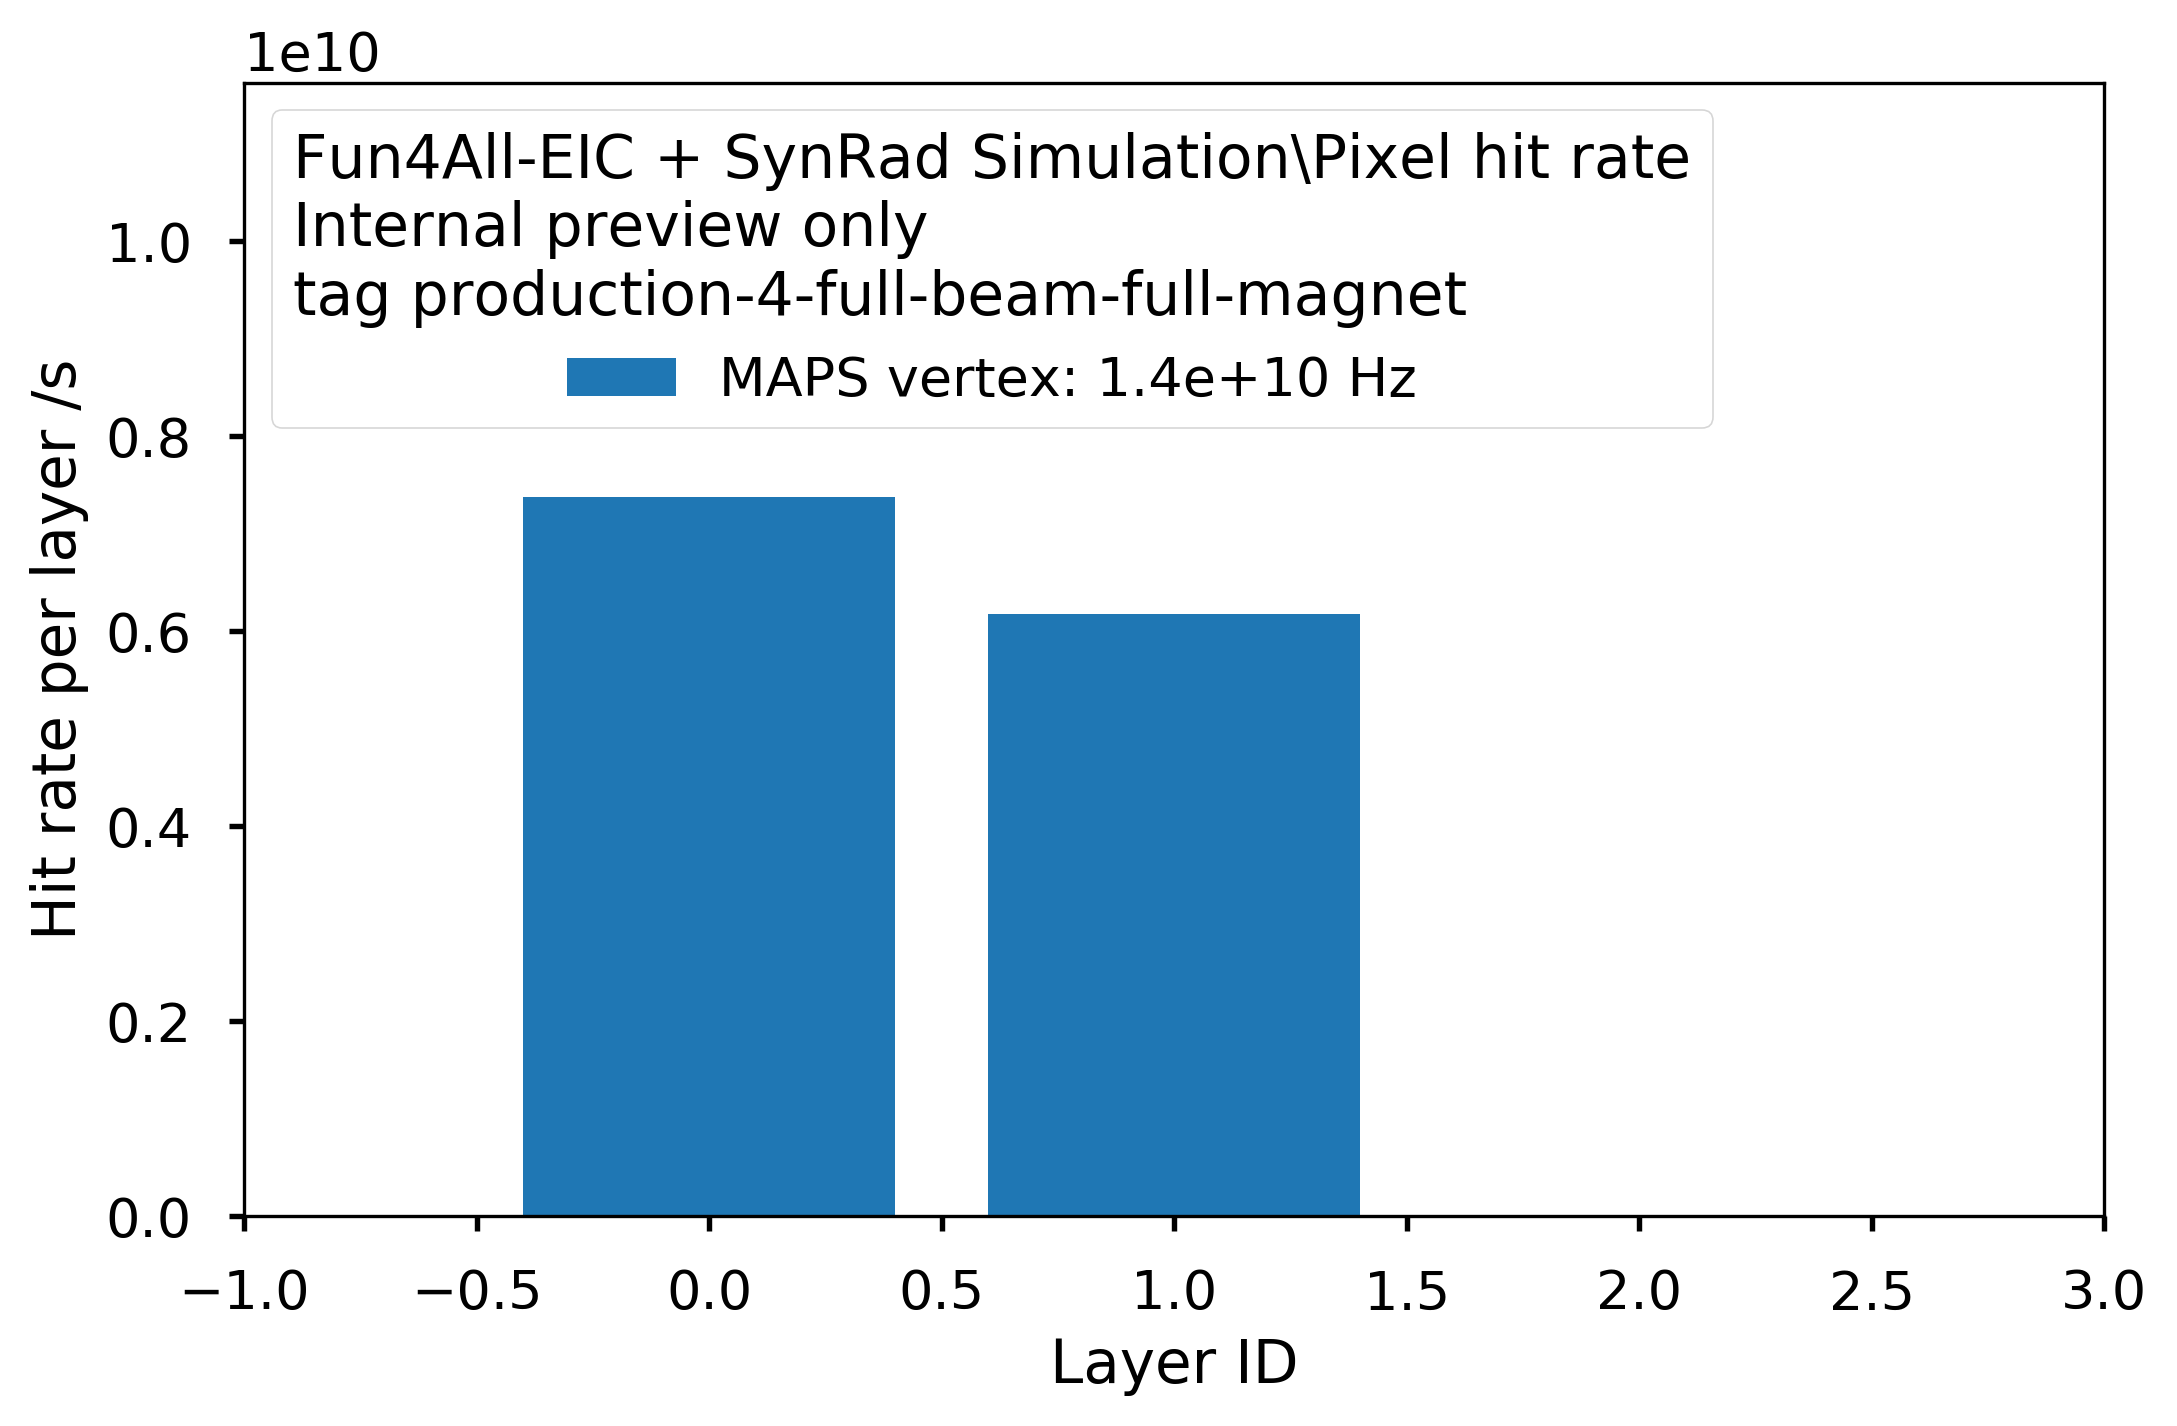 1e10
Fun4All-EIC + SynRad Simulation\Pixel hit rate
Internal preview only
tag production-4-full-beam-full-magnet
MAPS vertex: 1.4e+10 Hz
Hit rate per layer /s
1.0
0.8
0.6
0.4
0.2
0.0
−1.0 −0.5 0.0 0.5 1.0 1.5 2.0 2.5 3.0
Layer ID